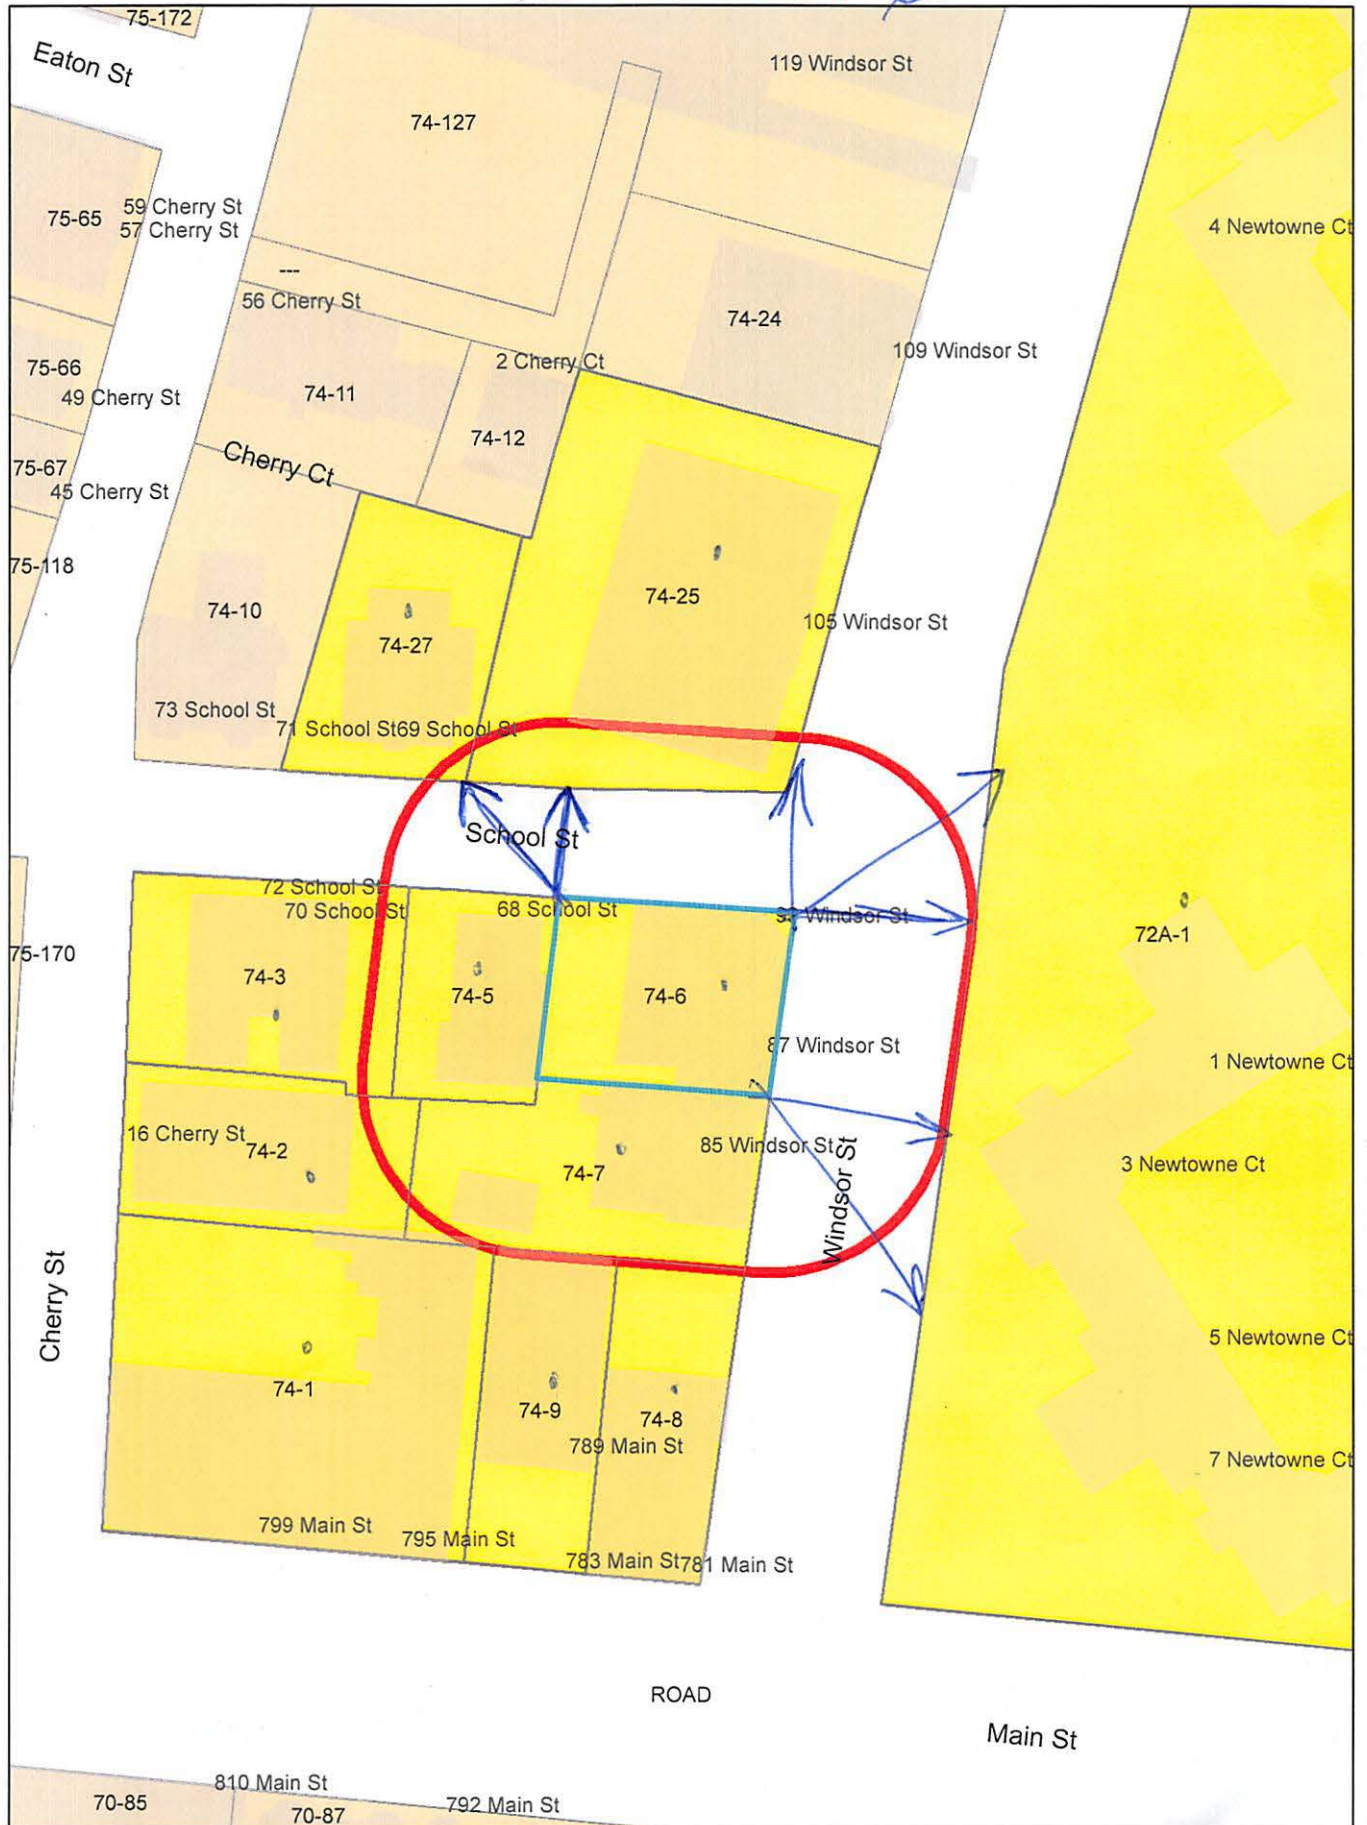 75-172
Eaton St
119 Windsor St
74-127
75-65
59 Cherry St
57 Cherry St
4 Newtowne Ct
---
56 Cherry St
74-24
109 Windsor St
75-66
2 Cherry Ct
49 Cherry St
74-11
74-12
Cherry Ct
75-67
45 Cherry St
75-118
74-10
74-27
74-25
105 Windsor St
73 School St
71 School St
69 School St
School St
72 School St
70 School St
68 School St
93 Windsor St
72A-1
75-170
74-3
74-5
74-6
87 Windsor St
1 Newtowne Ct
16 Cherry St
74-2
74-7
85 Windsor St
Windsor St
3 Newtowne Ct
Cherry St
5 Newtowne Ct
74-1
74-9
74-8
789 Main St
7 Newtowne Ct
799 Main St
795 Main St
783 Main St
781 Main St
ROAD
Main St
810 Main St
70-85
70-87
792 Main St